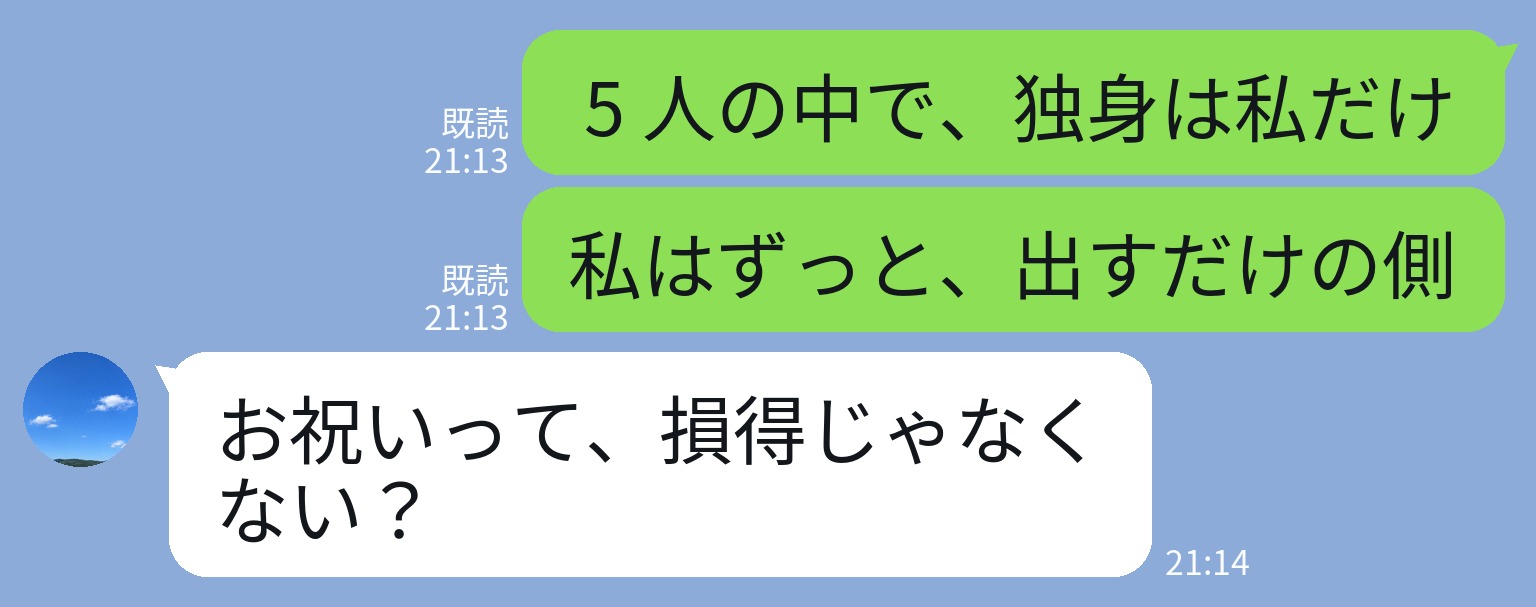 5人の中で、独身は私だけ
既読
21:13
私はずっと、出すだけの側
既読
21:13
お祝いって、損得じゃなく
ない？
21:14